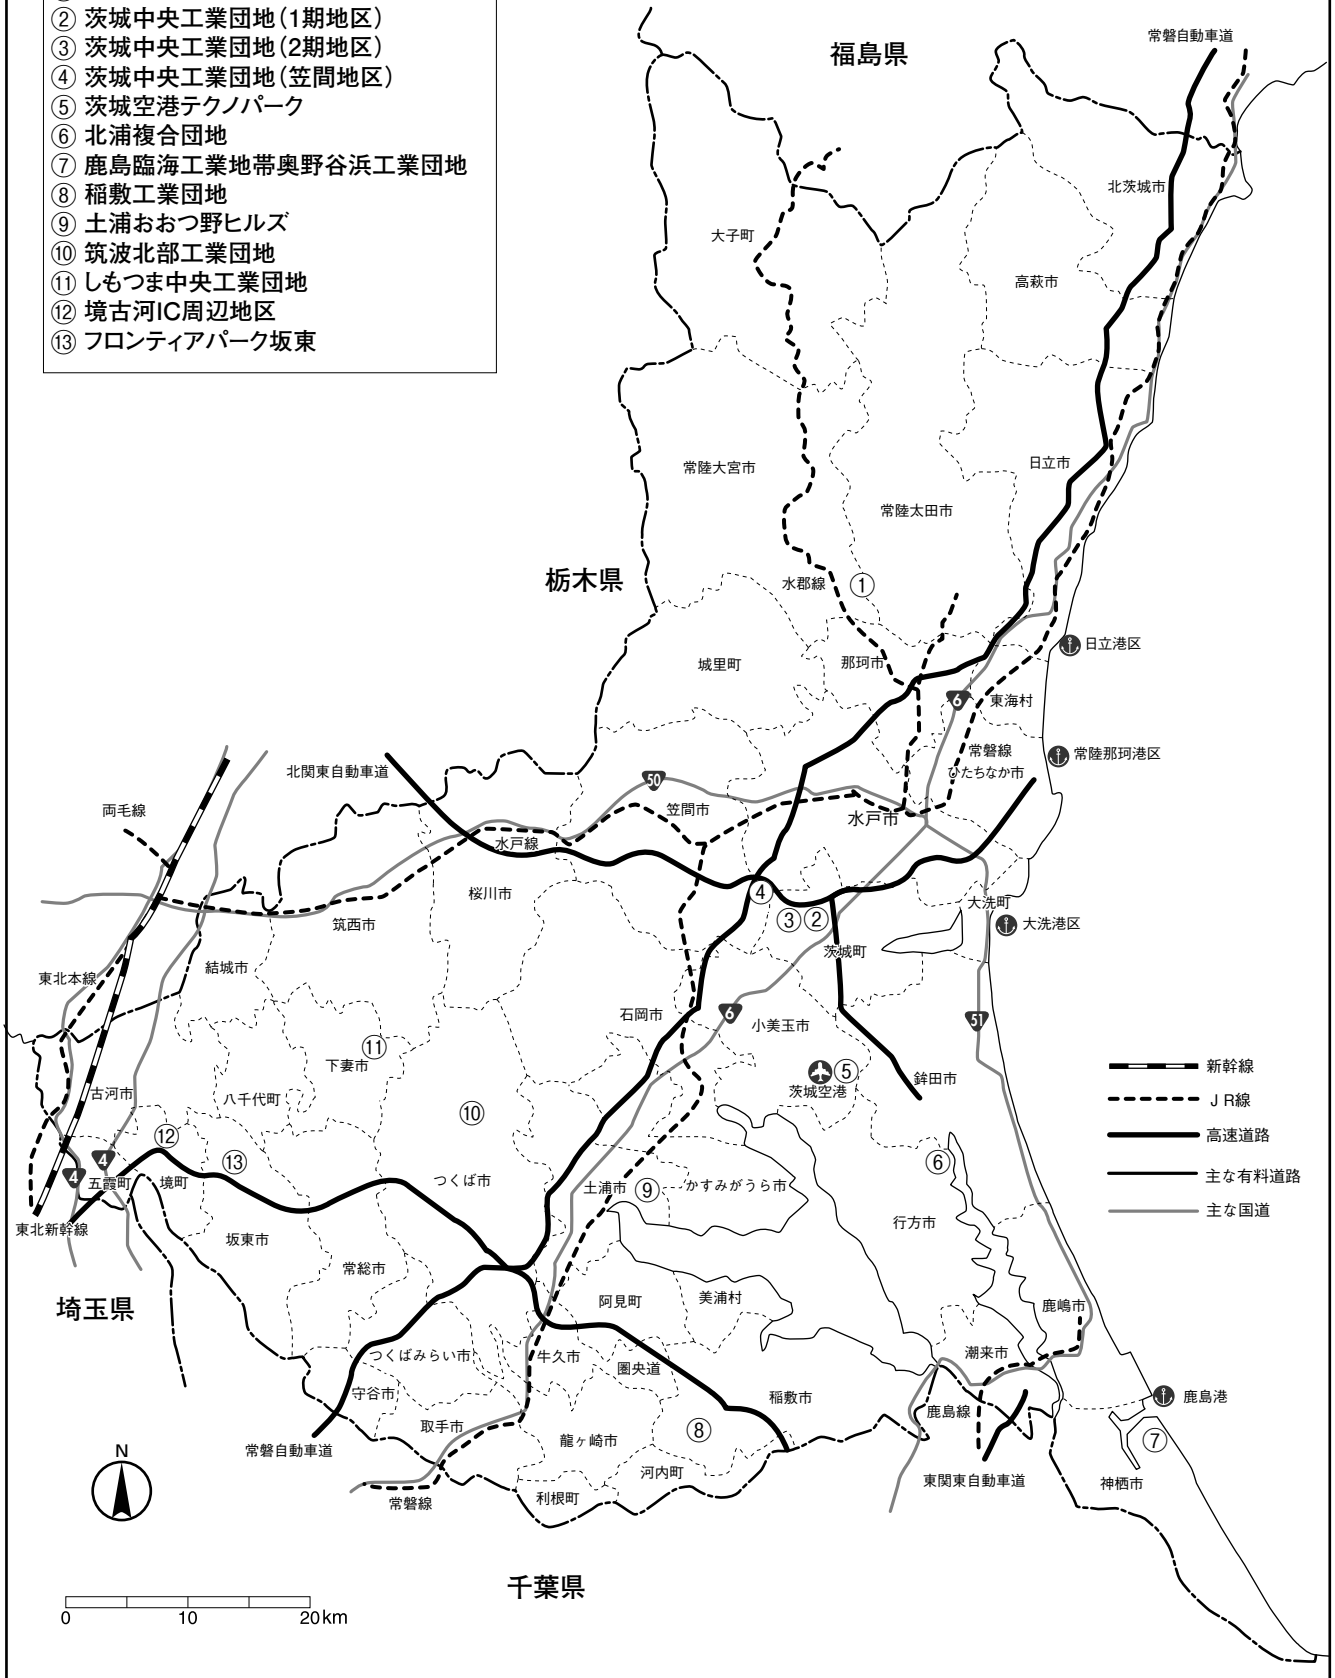 ② 茨城中央工業団地(1期地区)
③ 茨城中央工業団地(2期地区)
④ 茨城中央工業団地(笠間地区)
⑤ 茨城空港テクノパーク
⑥ 北浦複合団地
⑦ 鹿島臨海工業地帯奥野谷浜工業団地
⑧ 稲敷工業団地
⑨ 土浦おおつ野ヒルズ
⑩ 筑波北部工業団地
⑪ しもつま中央工業団地
⑫ 境古河IC周辺地区
⑬ フロンティアパーク坂東
常磐自動車道
福島県
北茨城市
大子町
高萩市
日立市
常陸大宮市
常陸太田市
栃木県
水郡線
①
日立港区
城里町
那珂市
6
東海村
常磐線
常陸那珂港区
ひたちなか市
北関東自動車道
50
両毛線
笠間市
水戸市
水戸線
桜川市
④
③
②
大洗町
大洗港区
筑西市
茨城町
結城市
東北本線
石岡市
6
小美玉市
51
⑪
下妻市
⑤
茨城空港
鉾田市
新幹線
古河市
八千代町
ＪＲ線
⑩
高速道路
⑫
⑬
4
4
五霞町
境町
つくば市
土浦市
⑨
かすみがうら市
⑥
主な有料道路
主な国道
東北新幹線
坂東市
行方市
常総市
埼玉県
阿見町
美浦村
鹿嶋市
つくばみらい市
牛久市
圏央道
潮来市
守谷市
稲敷市
鹿島港
取手市
鹿島線
常磐自動車道
龍ヶ崎市
⑧
⑦
N
河内町
東関東自動車道
神栖市
常磐線
利根町
千葉県
0 10 20km